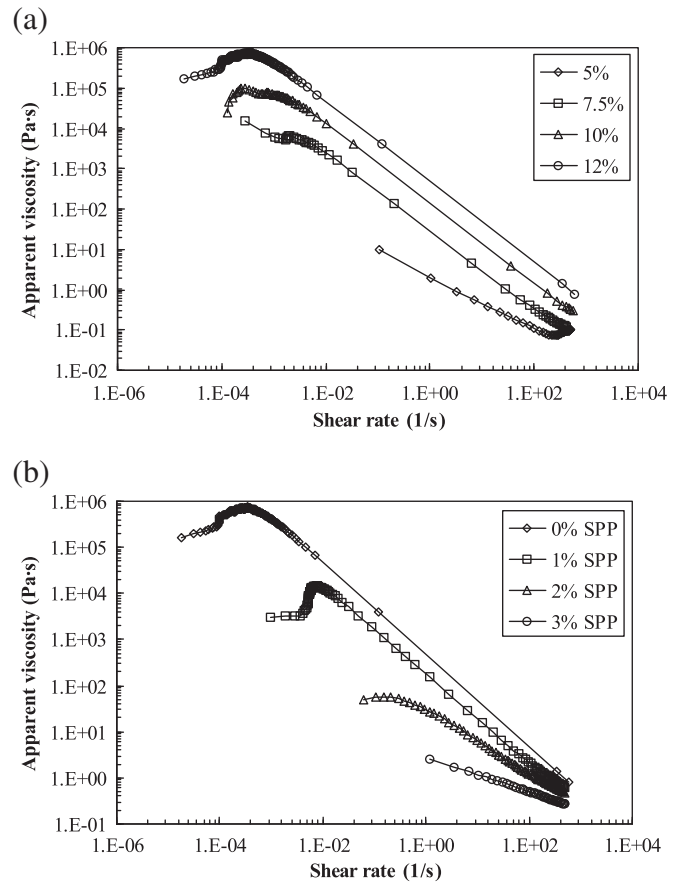 (a)
1.E+06
1.E+05
1.E+04
1.E+03
1.E+02
1.E+01
1.E+00
1.E-01
1.E-02
Apparent viscosity (Pa·s)
5%
7.5%
10%
12%
1.E-06 1.E-04 1.E-02 1.E+00 1.E+02 1.E+04
Shear rate (1/s)
(b)
1.E+06
1.E+05
1.E+04
1.E+03
1.E+02
1.E+01
1.E+00
1.E-01
Apparent viscosity (Pa·s)
0% SPP
1% SPP
2% SPP
3% SPP
1.E-06 1.E-04 1.E-02 1.E+00 1.E+02 1.E+04
Shear rate (1/s)